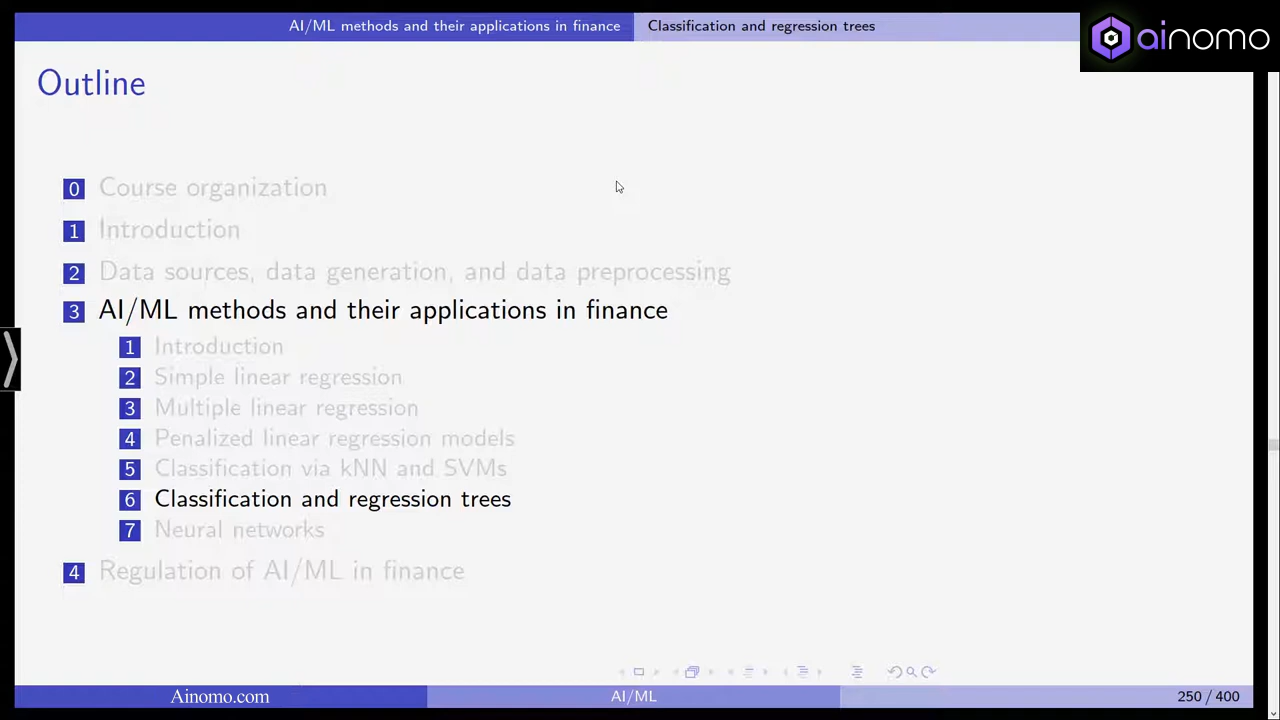 AI/ML methods and their applications in finance
Classification and regression trees
ainomo
Outline
0 Course organization
1 Introduction
2 Data sources, data generation, and data preprocessing
3 AI/ML methods and their applications in finance
1 Introduction
2 Simple linear regression
3 Multiple linear regression
4 Penalized linear regression models
5 Classification via kNN and SVMs
6 Classification and regression trees
7 Neural networks
4 Regulation of AI/ML in finance
Ainomo.com
AI/ML
250 / 400